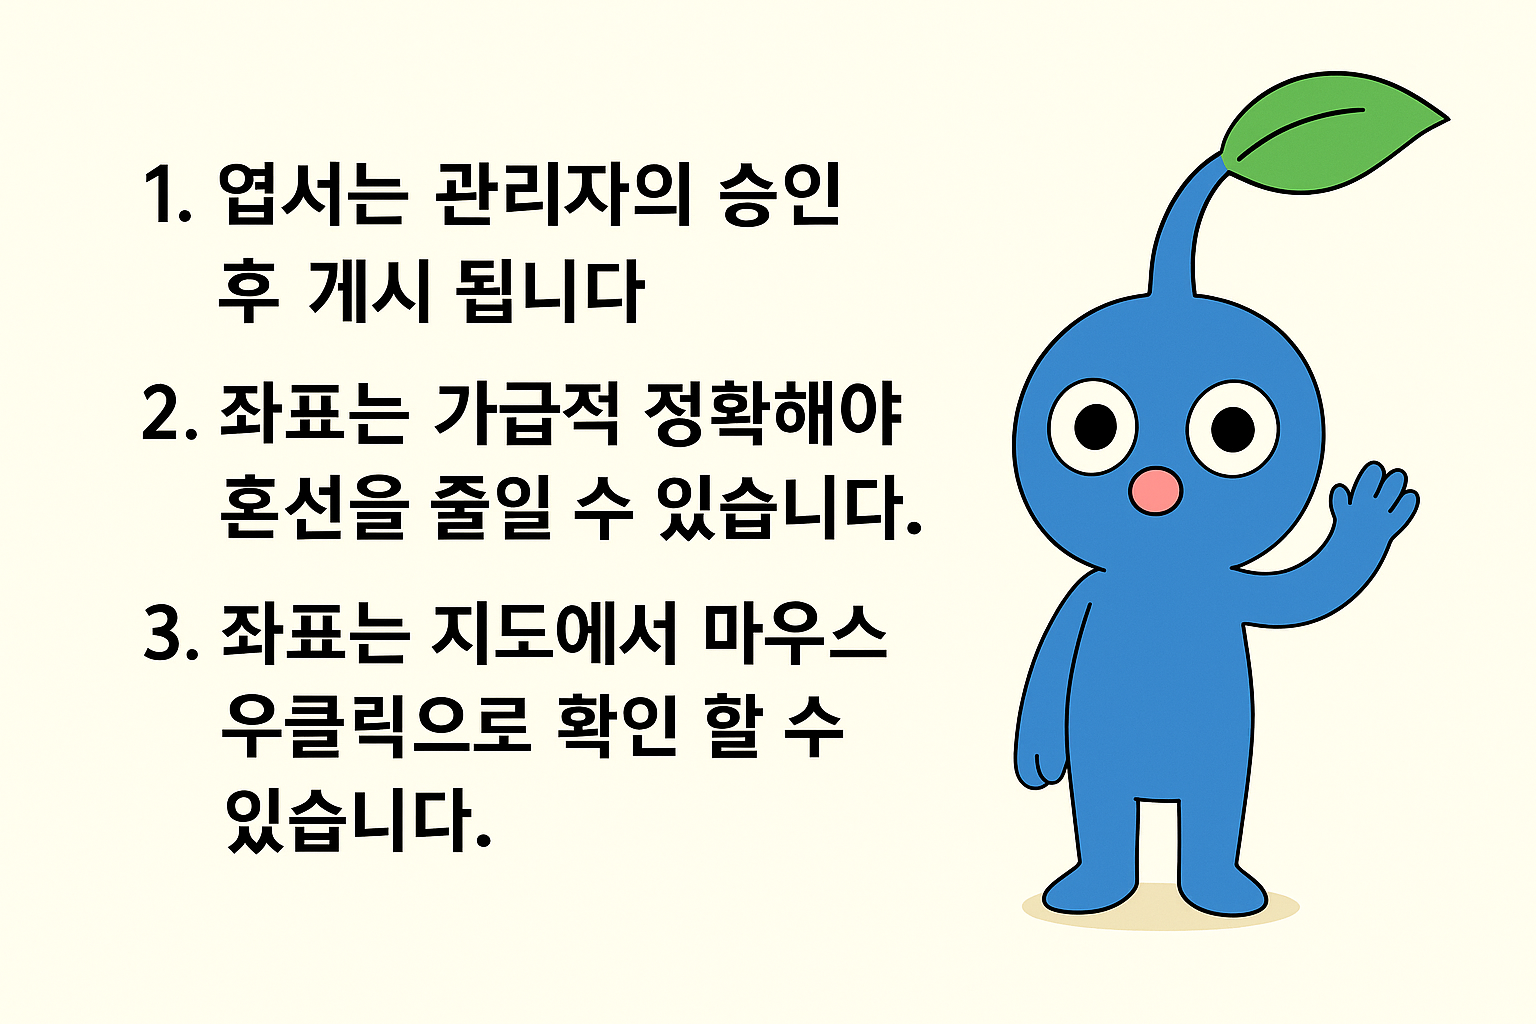 1. 엽서는 관리자의 승인
후 게시 됩니다
2. 좌표는 가급적 정확해야
혼선을 줄일 수 있습니다.
3. 좌표는 지도에서 마우스
우클릭으로 확인 할 수
있습니다.